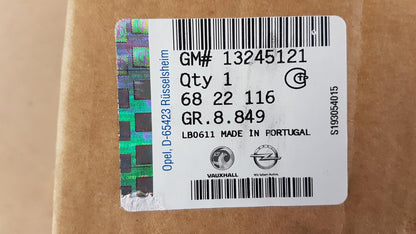 Opel, D-65423 Rüsselsheim
GM# 13245121
Qty 1
68 22 116
GR.8.849
LB0611 MADE IN PORTUGAL
S193054015
VAUXHALL